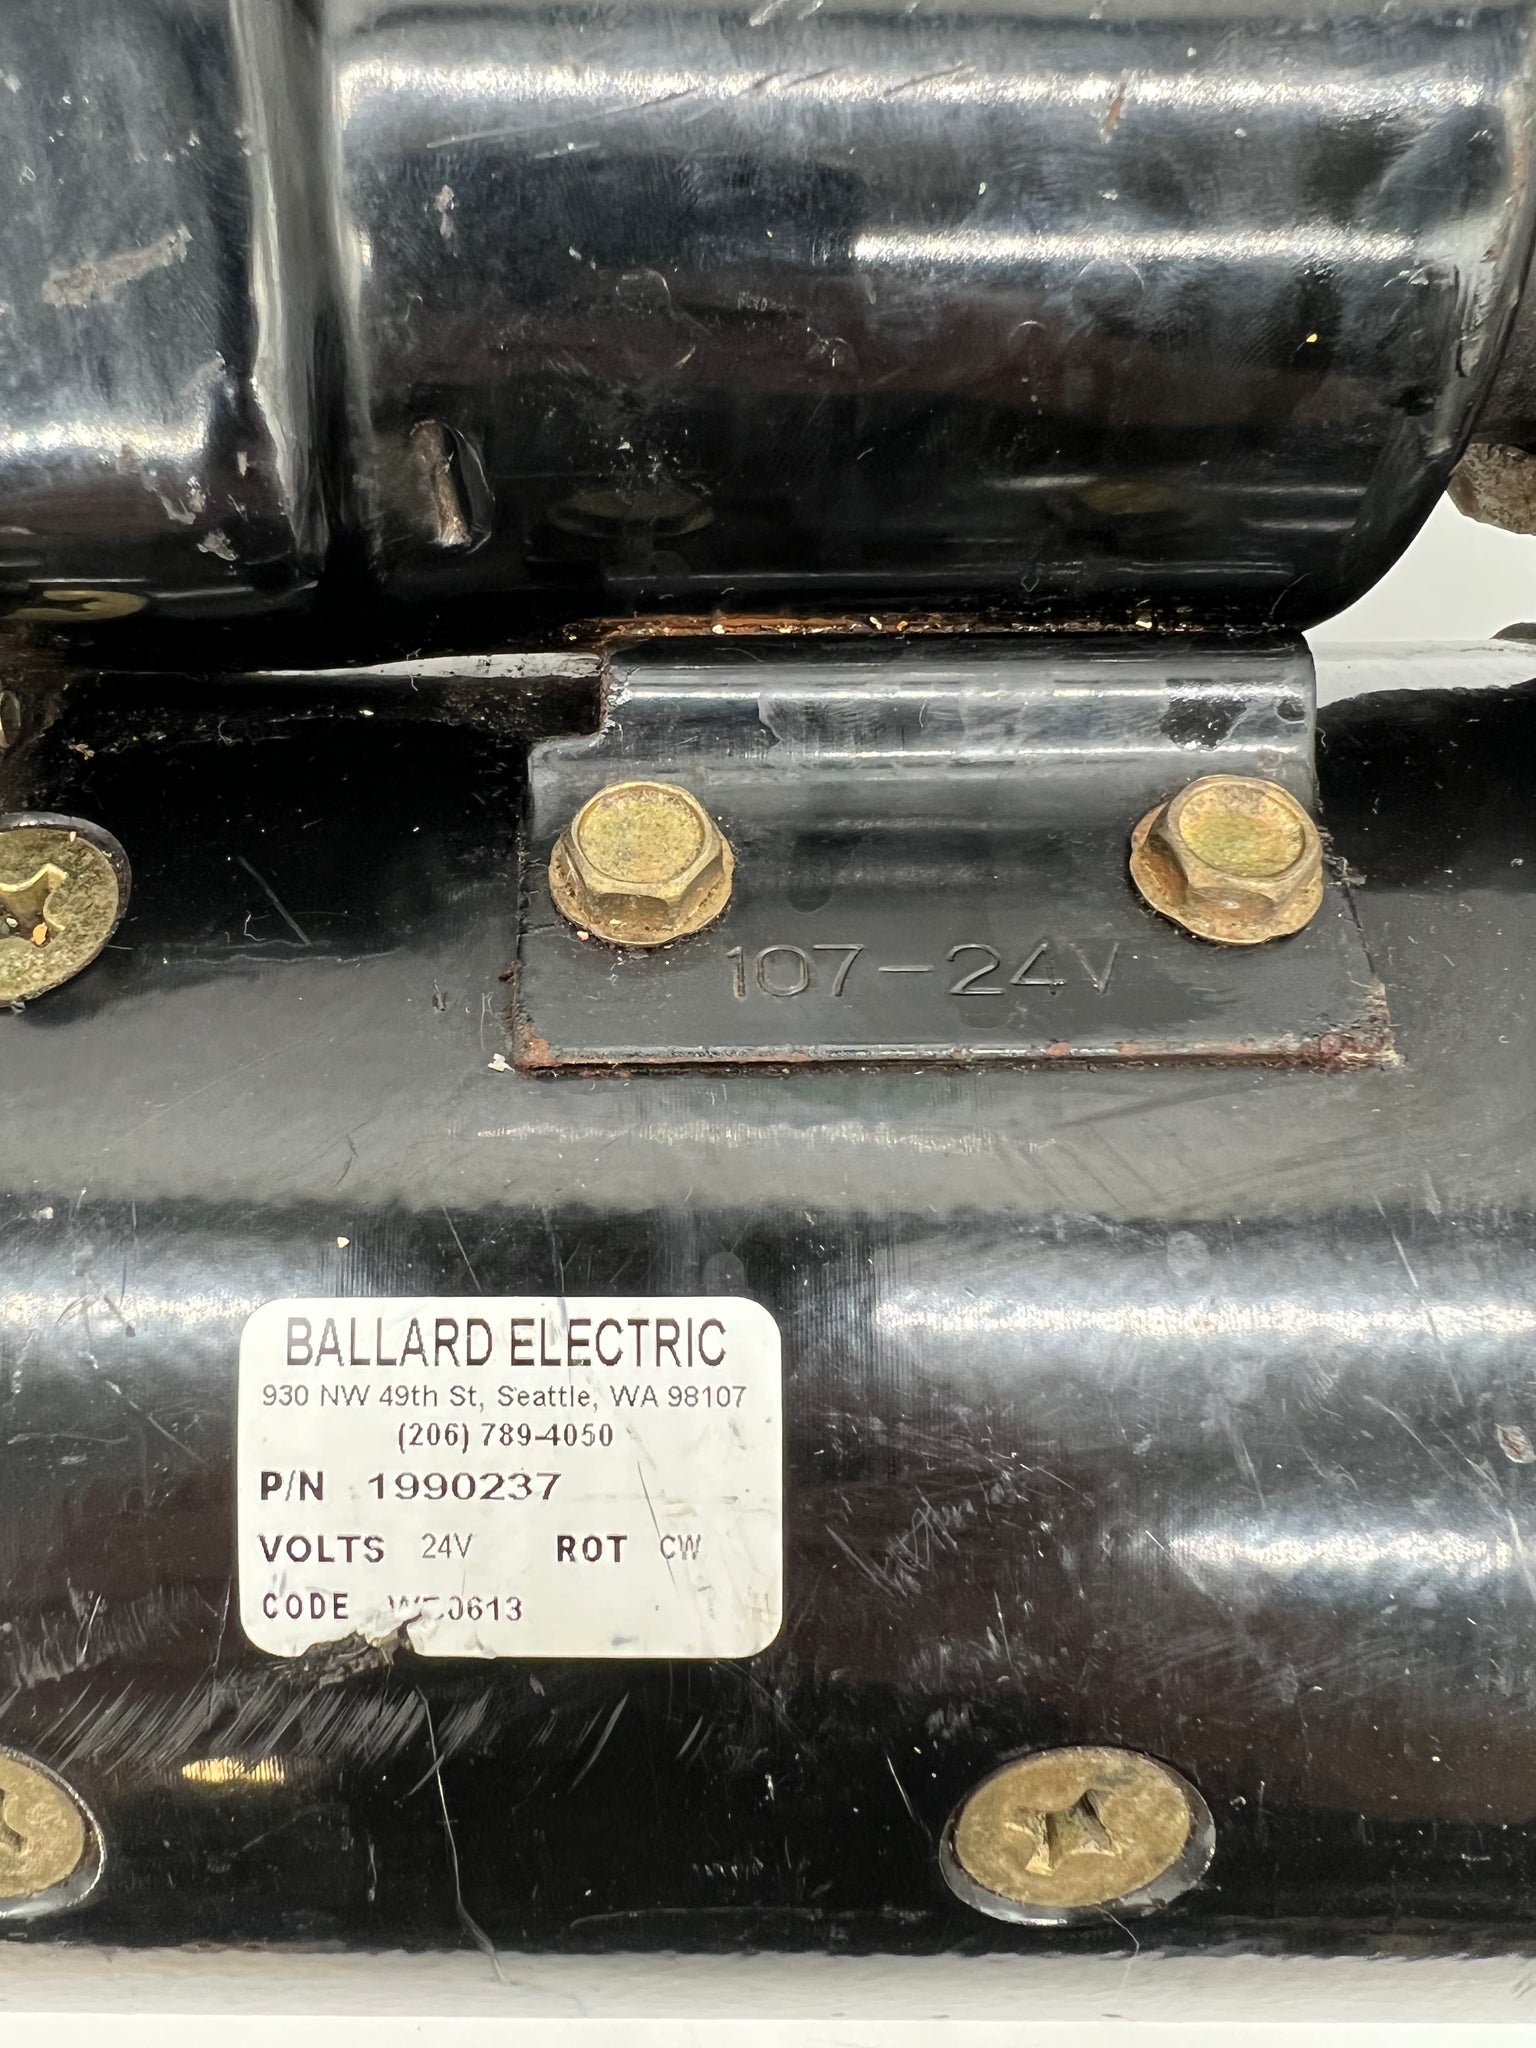 107-24V
BALLARD ELECTRIC
930 NW 49th St, Seattle, WA 98107
(206) 789-4050
P/N 1990237
VOLTS 24V ROT CW
CODE